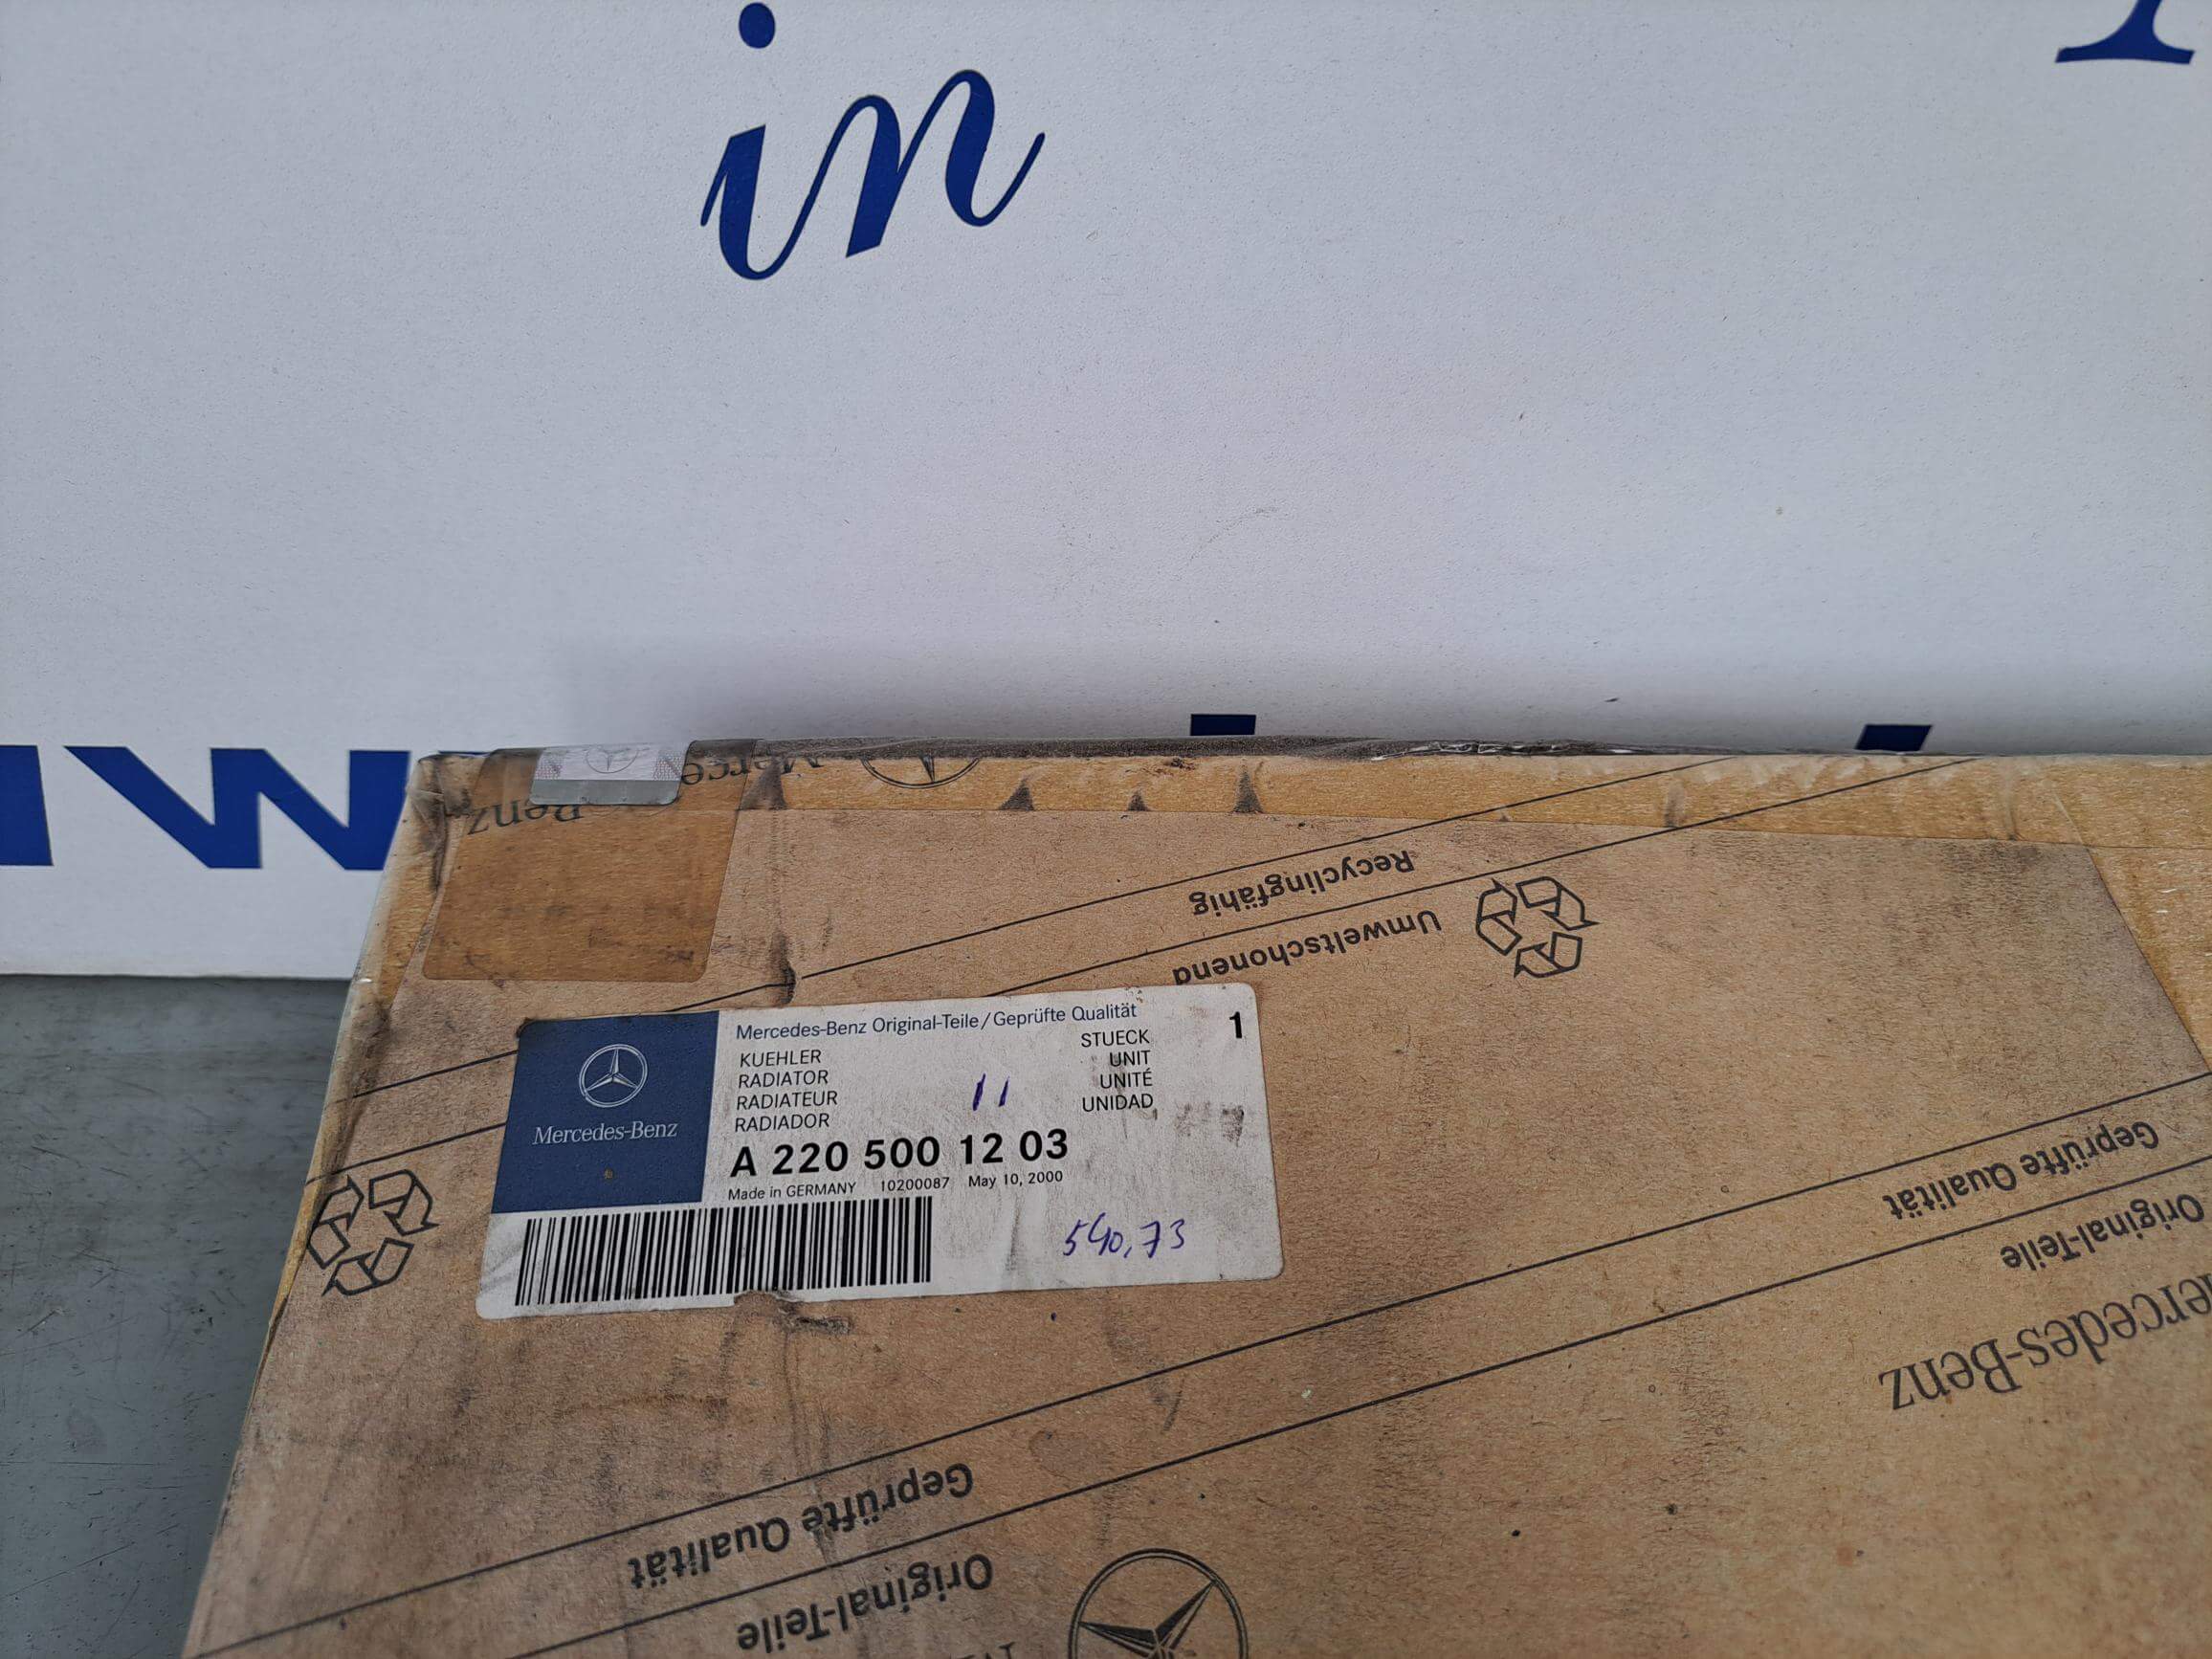 in
Merce
Benz
Recyclingfähig
Umweltschonend
Mercedes-Benz Original-Teile/Geprüfte Qualität
KUEHLER
RADIATOR
RADIATEUR
RADIADOR
STUECK 1
UNIT
UNITÉ
UNIDAD
11
Mercedes-Benz
A 220 500 12 03
Made in GERMANY 10200087 May 10, 2000
540,73
Geprüfte Qualität
Original-Teile
Mercedes-Benz
Geprüfte Qualität
Original-Teile